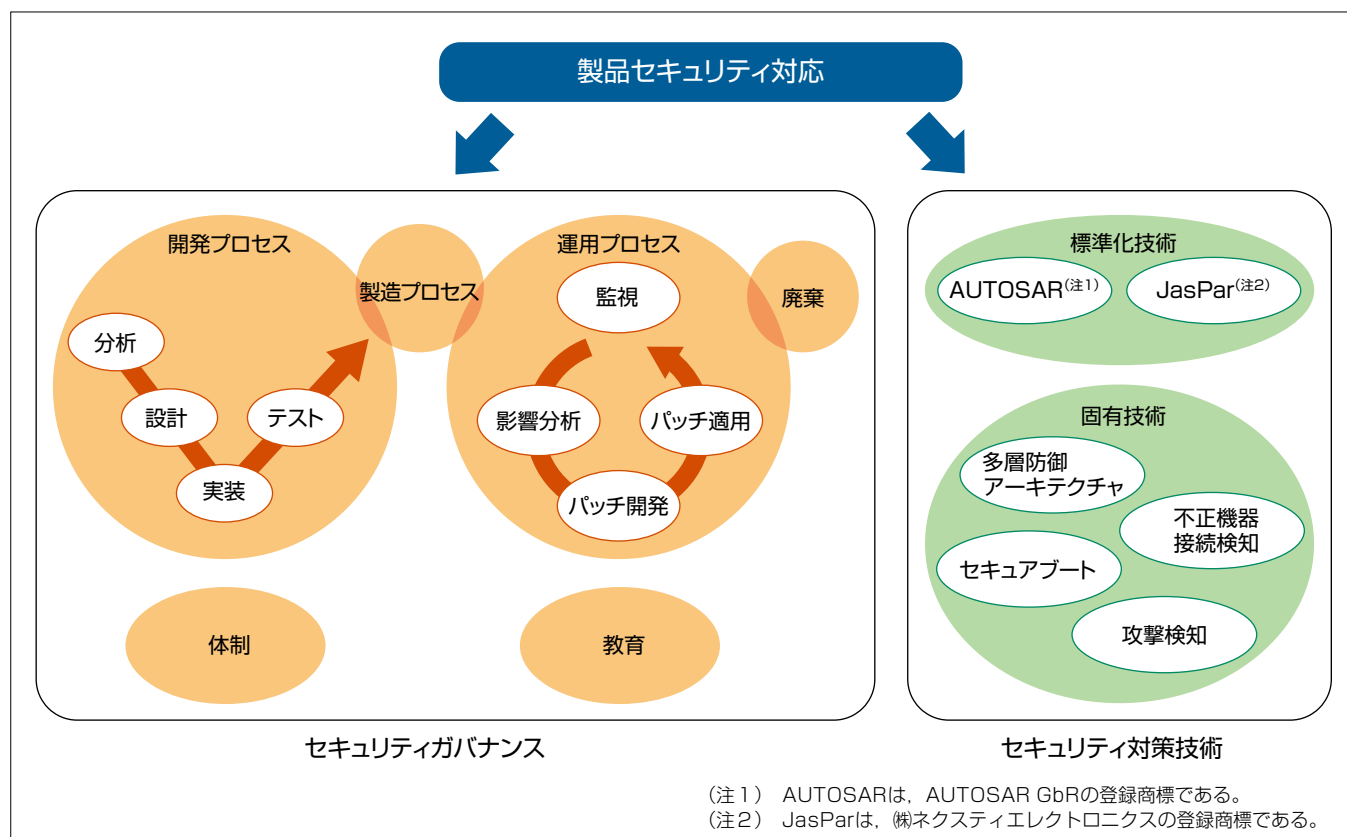 製品セキュリティ対応
開発プロセス
製造プロセス
運用プロセス
廃棄
分析
設計
実装
テスト
監視
影響分析
パッチ開発
パッチ適用
体制
教育
セキュリティガバナンス
標準化技術
AUTOSAR(注1)
JasPar(注2)
固有技術
多層防御
アーキテクチャ
不正機器
接続検知
セキュアブート
攻撃検知
セキュリティ対策技術
(注1) AUTOSARは，AUTOSAR GbRの登録商標である。
(注2) JasParは，㈱ネクスティエレクトロニクスの登録商標である。